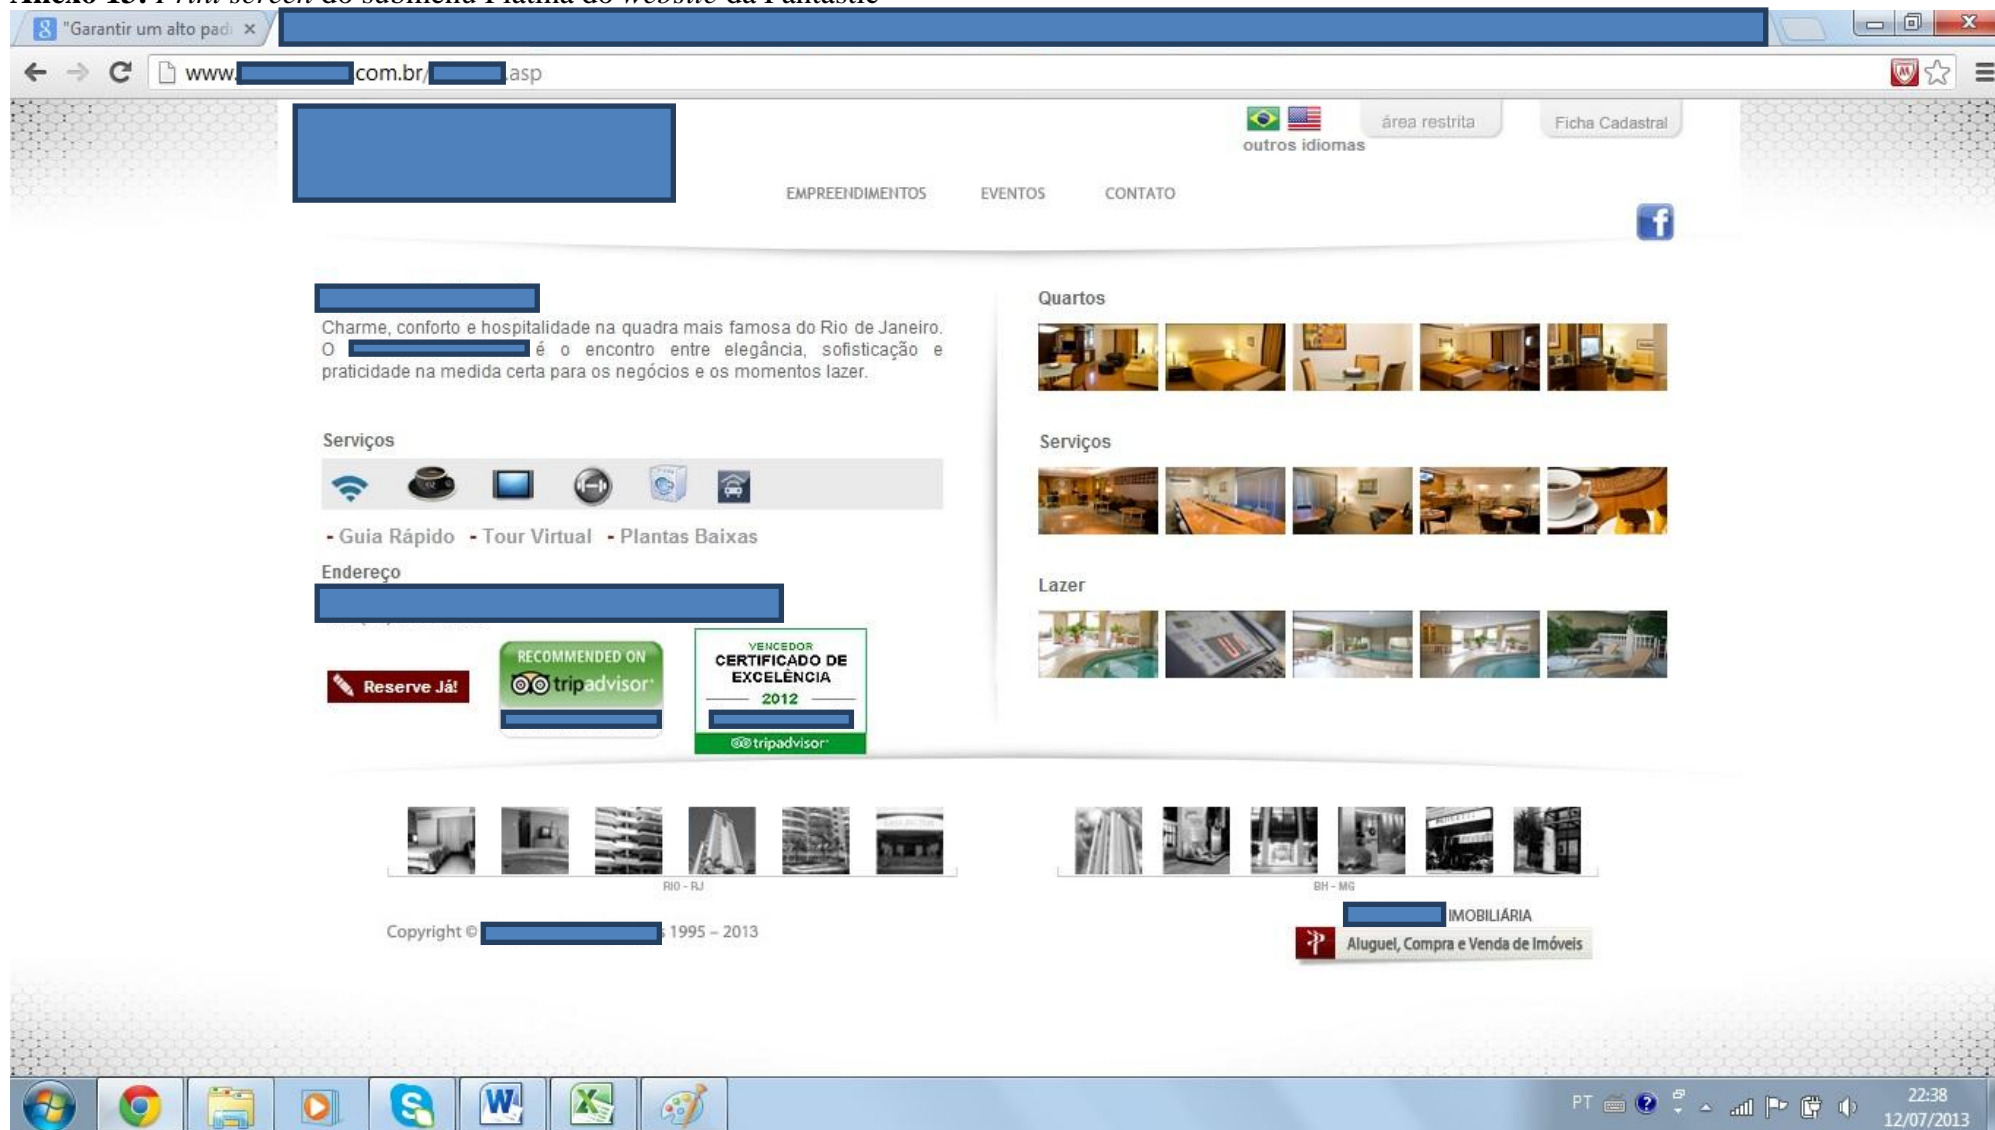 Anexo 15: Print screen do submenu Platina do website da Fantastic
"Garantir um alto pad
www. com.br/ .asp
outros idiomas
área restrita
Ficha Cadastral
EMPREENDIMENTOS EVENTOS CONTATO
Charme, conforto e hospitalidade na quadra mais famosa do Rio de Janeiro.
O é o encontro entre elegância, sofisticação e
praticidade na medida certa para os negócios e os momentos lazer.
Serviços
- Guia Rápido - Tour Virtual - Plantas Baixas
Endereço
Reserve Já!
RECOMMENDED ON
tripadvisor
VENCEDOR
CERTIFICADO DE
EXCELÊNCIA
2012
tripadvisor
Quartos
Serviços
Lazer
RIO - RJ
BH - MG
Copyright © s 1995 – 2013
IMOBILIÁRIA
Aluguel, Compra e Venda de Imóveis
PT
22:38
12/07/2013